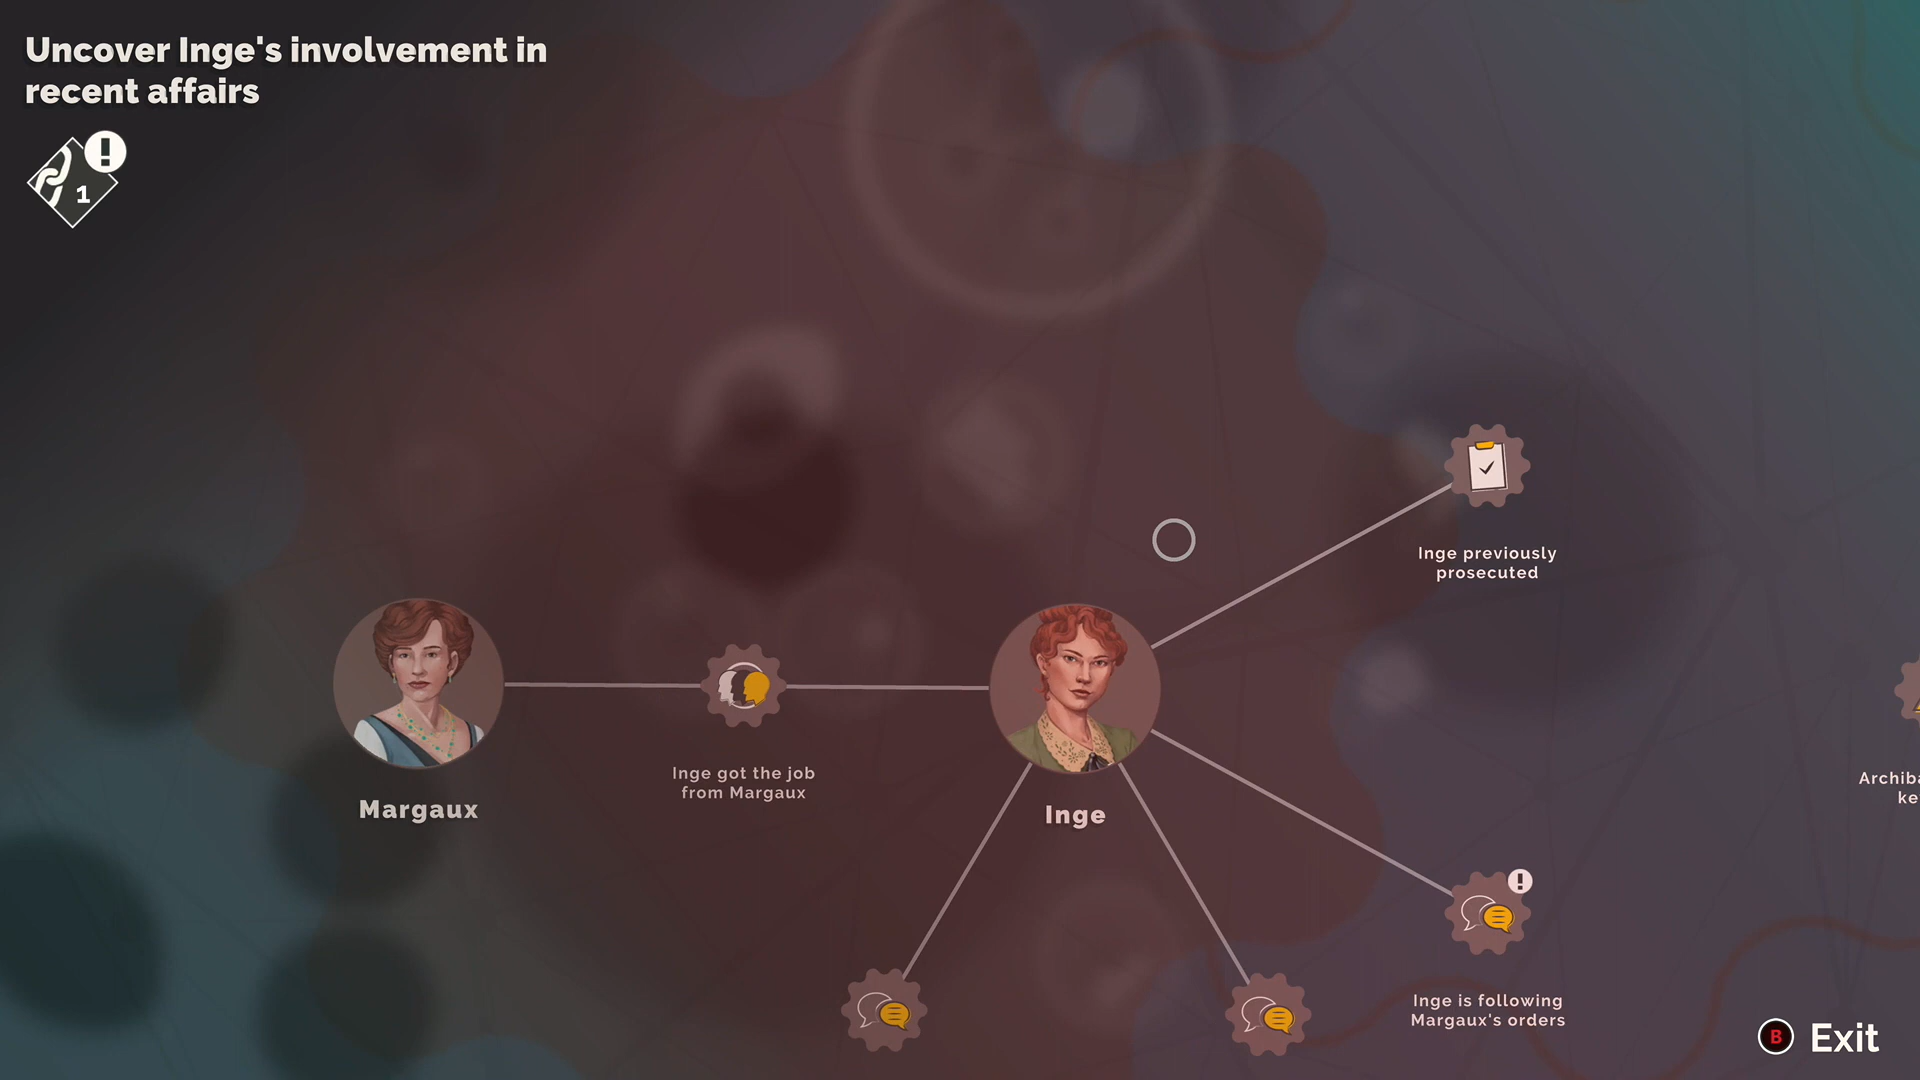 Uncover Inge's involvement in
recent affairs
!
1
Inge previously
prosecuted
Inge got the job
from Margaux
Margaux
Inge
!
Inge is following
Margaux's orders
B Exit